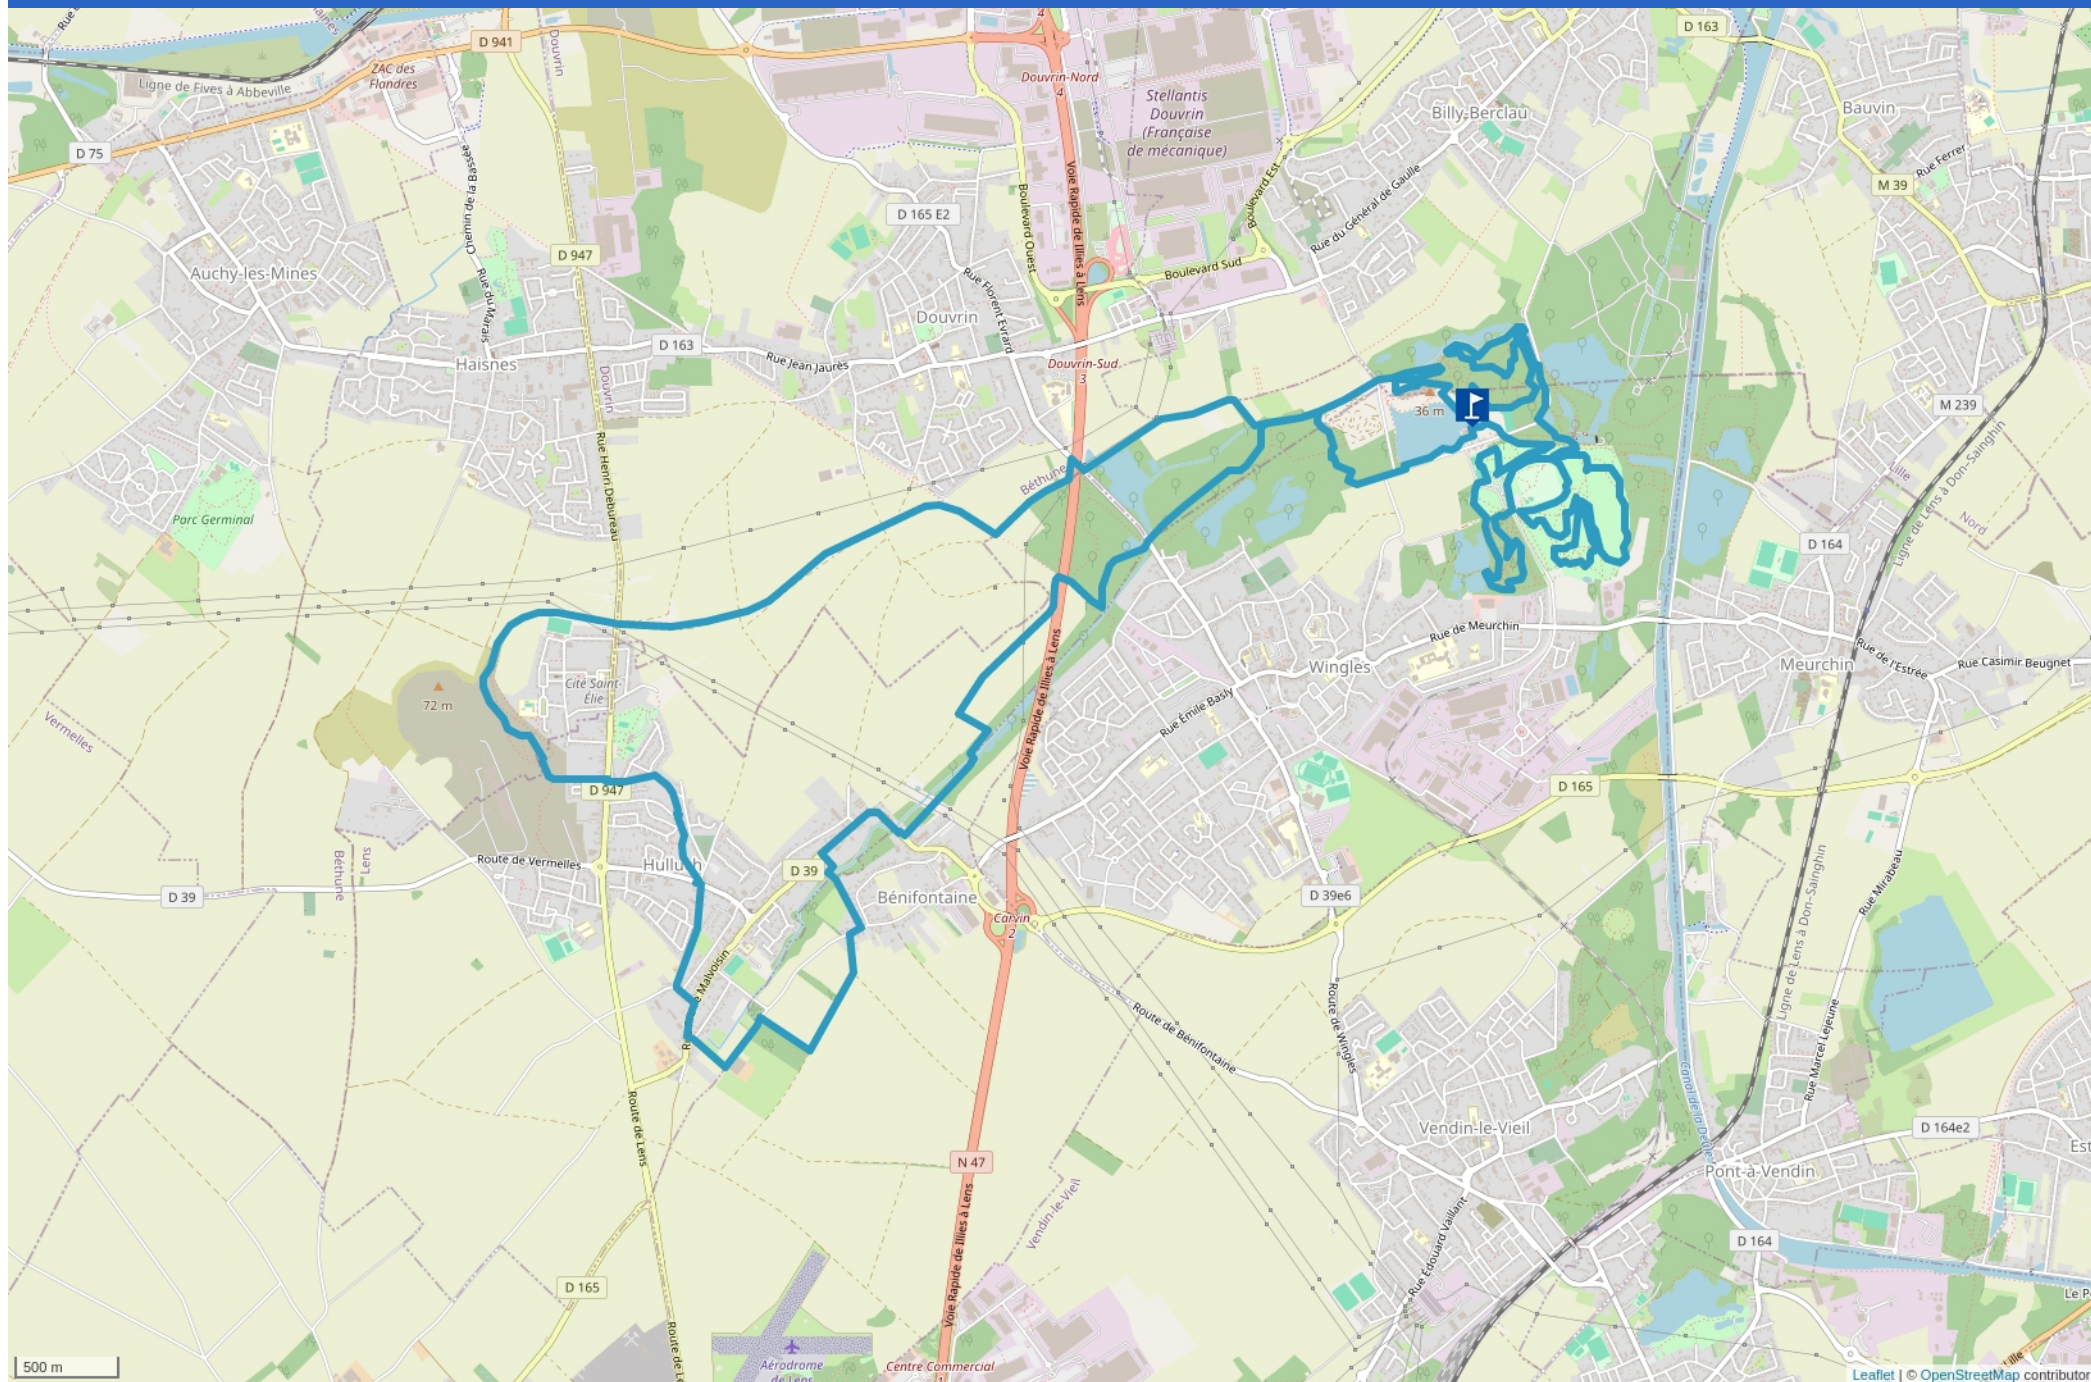 D 941
Douvrin
D 163
ZAC des
Flandres
Ligne de Fives à Abbeville
Douvrin-Nord
4
Stellantis
Douvrin
(Française
de mécanique)
Billy-Berclau
Bauvin
D 75
Rue Ferrer
M 39
Chemin de la Bassée
Voie Rapide de Illies à Lens
Boulevard Ouest
Boulevard Est
Rue du Général de Gaulle
D 165 E2
D 947
Boulevard Sud
Auchy-les-Mines
Rue du Marais
Rue Florent Evrard
Douvrin
Haisnes
D 163
Rue Jean Jaurès
Douvrin-Sud
3
Douvrin
36 m
M 239
Rue Henri Debureau
Béthune
Lille
Ligne de Lens à Don-Sainghin
Nord
Parc Germinal
D 164
Rue de Meurchin
Wingles
Meurchin
Rue de l'Estrée
Rue Casimir Beugnet
Cité Saint-
Élie
72 m
Vermelles
Rue Émile Basly
Voie Rapide de Illies à Lens
D 947
D 165
Route de Vermelles
Hulluch
D 39
Béthune
Lens
D 39
Bénifontaine
D 39e6
Carvin
2
Rue Mirabeau
Ligne de Lens à Don-Sainghin
Malvoisin
Route de Bénifontaine
Route de Wingles
Rue Marcel Lejeune
Canal de la Deûle
Route de Lens
Vendin-le-Vieil
D 164e2
Pont-à-Vendin
N 47
Vendin-le-Vieil
Rue Édouard Vaillant
D 164
D 165
Voie Rapide de Illies à Lens
Aérodrome
de Lens
Centre Commercial
Lille
500 m
Leaflet | © OpenStreetMap contributor